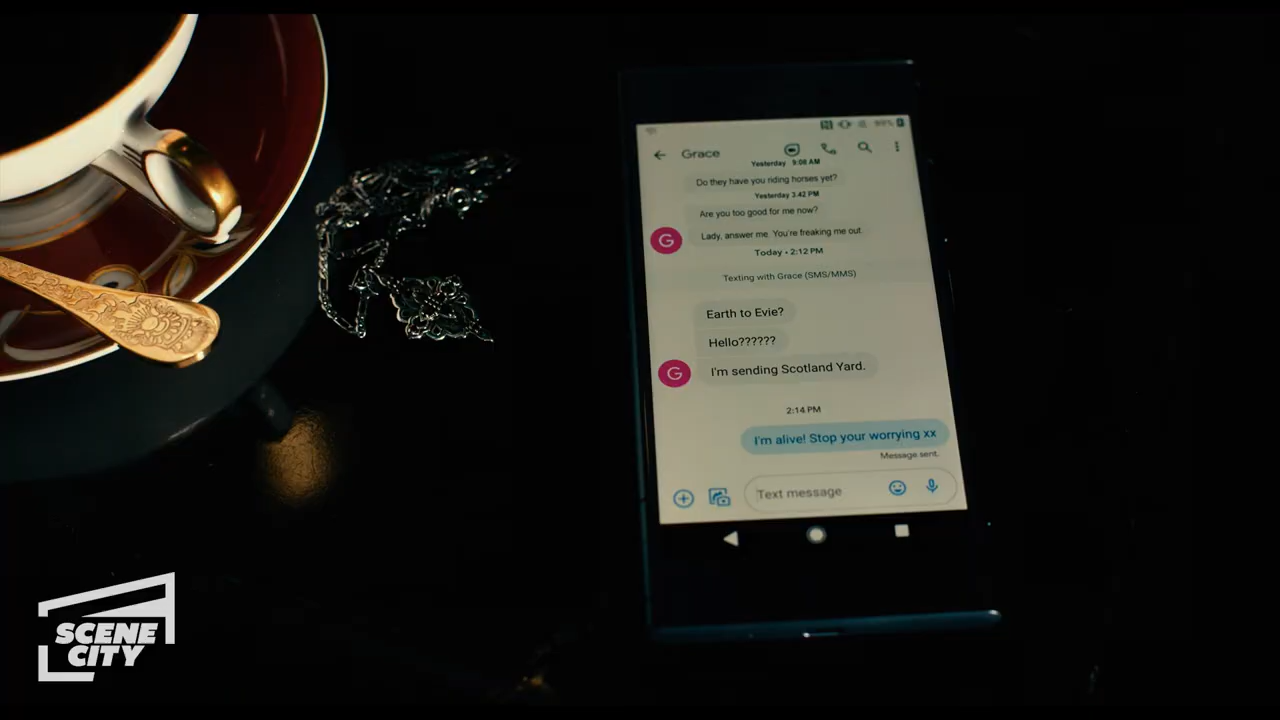 99%
Grace
Yesterday 9:08 AM
Do they have you riding horses yet?
Yesterday 3:42 PM
Are you too good for me now?
G
Lady, answer me. You're freaking me out.
Today • 2:12 PM
Texting with Grace (SMS/MMS)
Earth to Evie?
Hello??????
G
I'm sending Scotland Yard.
2:14 PM
I'm alive! Stop your worrying xx
Message sent.
Text message
SCENE
CITY